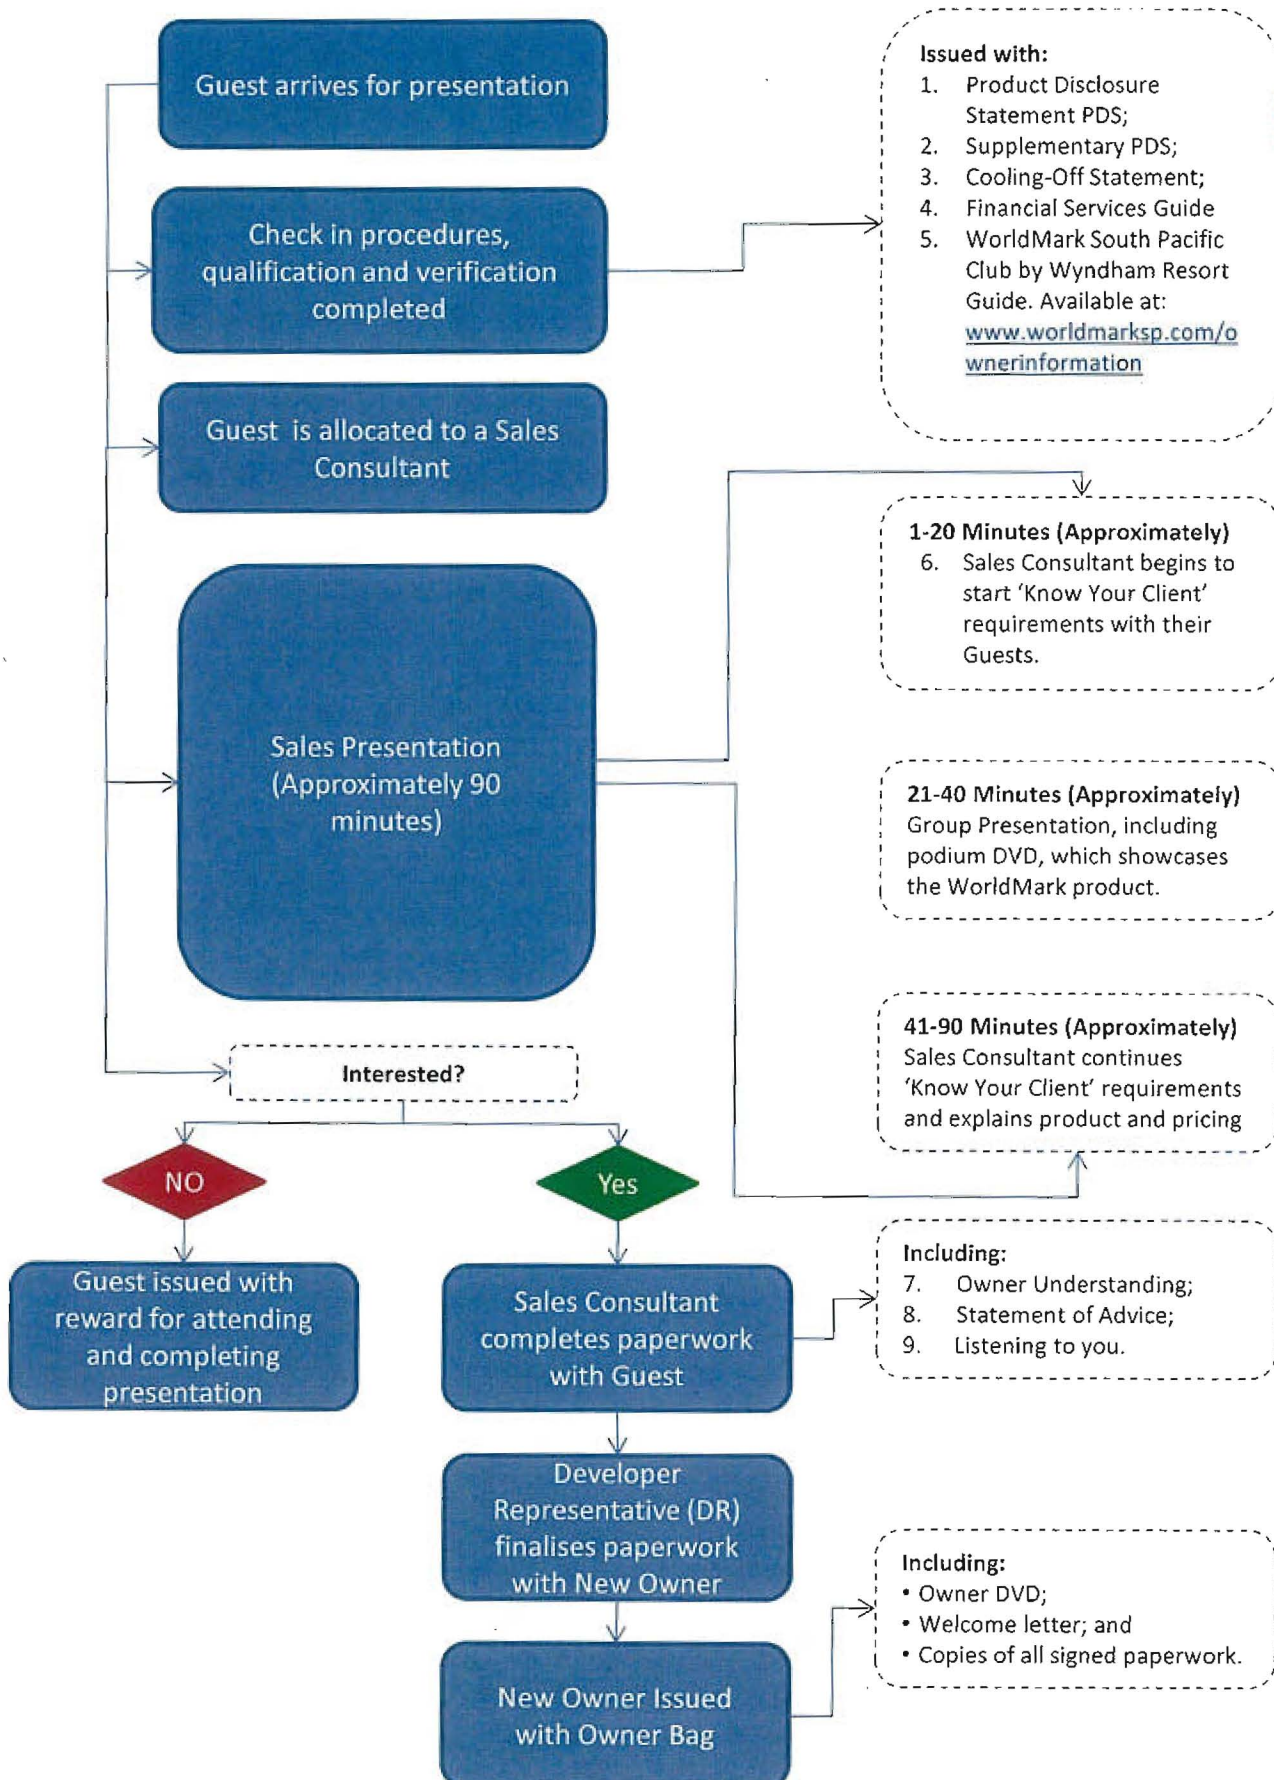 Guest arrives for presentation
Issued with:
1. Product Disclosure
Statement PDS;
2. Supplementary PDS;
3. Cooling-Off Statement;
4. Financial Services Guide
5. WorldMark South Pacific
Club by Wyndham Resort
Guide. Available at:
www.worldmarksp.com/o
wnerinformation
Check in procedures,
qualification and verification
completed
Guest is allocated to a Sales
Consultant
1-20 Minutes (Approximately)
6. Sales Consultant begins to
start ‘Know Your Client’
requirements with their
Guests.
Sales Presentation
(Approximately 90
minutes)
21-40 Minutes (Approximately)
Group Presentation, including
podium DVD, which showcases
the WorldMark product.
41-90 Minutes (Approximately)
Sales Consultant continues
‘Know Your Client’ requirements
and explains product and pricing
Interested?
NO
Yes
Guest issued with
reward for attending
and completing
presentation
Sales Consultant
completes paperwork
with Guest
Including:
7. Owner Understanding;
8. Statement of Advice;
9. Listening to you.
Developer
Representative (DR)
finalises paperwork
with New Owner
Including:
• Owner DVD;
• Welcome letter; and
• Copies of all signed paperwork.
New Owner Issued
with Owner Bag